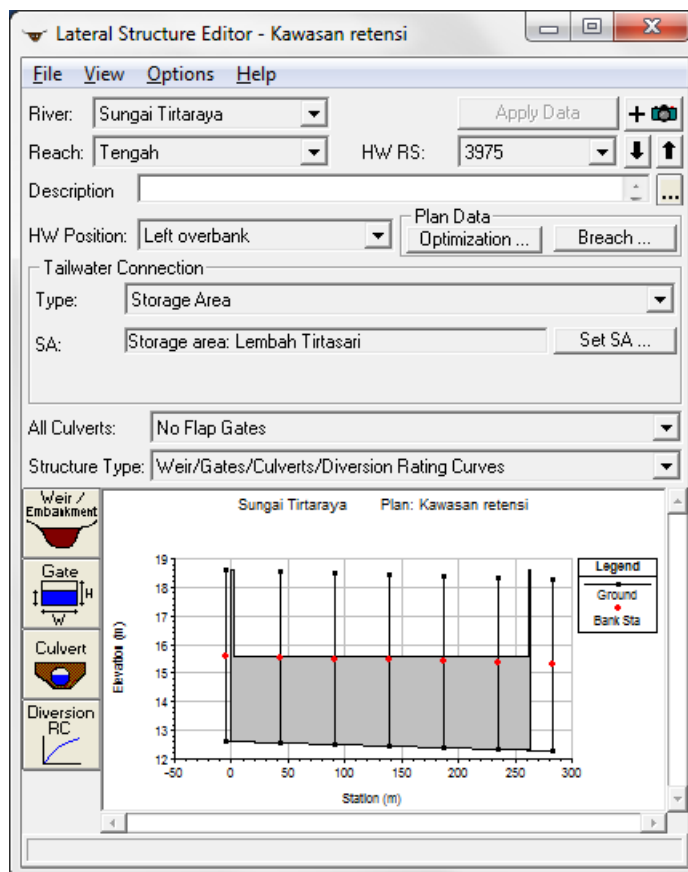 Lateral Structure Editor - Kawasan retensi
File View Options Help
River: Sungai Tirtaraya Apply Data
Reach: Tengah HW RS: 3975
Description ...
Plan Data
HW Position: Left overbank Optimization ... Breach ...
Tailwater Connection
Type: Storage Area
SA: Storage area: Lembah Tirtasari Set SA ...
All Culverts: No Flap Gates
Structure Type: Weir/Gates/Culverts/Diversion Rating Curves
Weir /
Embankment
Gate
H
W
Culvert
Diversion
RC
Sungai Tirtaraya Plan: Kawasan retensi
Elevation (m)
19
18
17
16
15
14
13
12
-50 0 50 100 150 200 250 300
Station (m)
Legend
Ground
Bank Sta